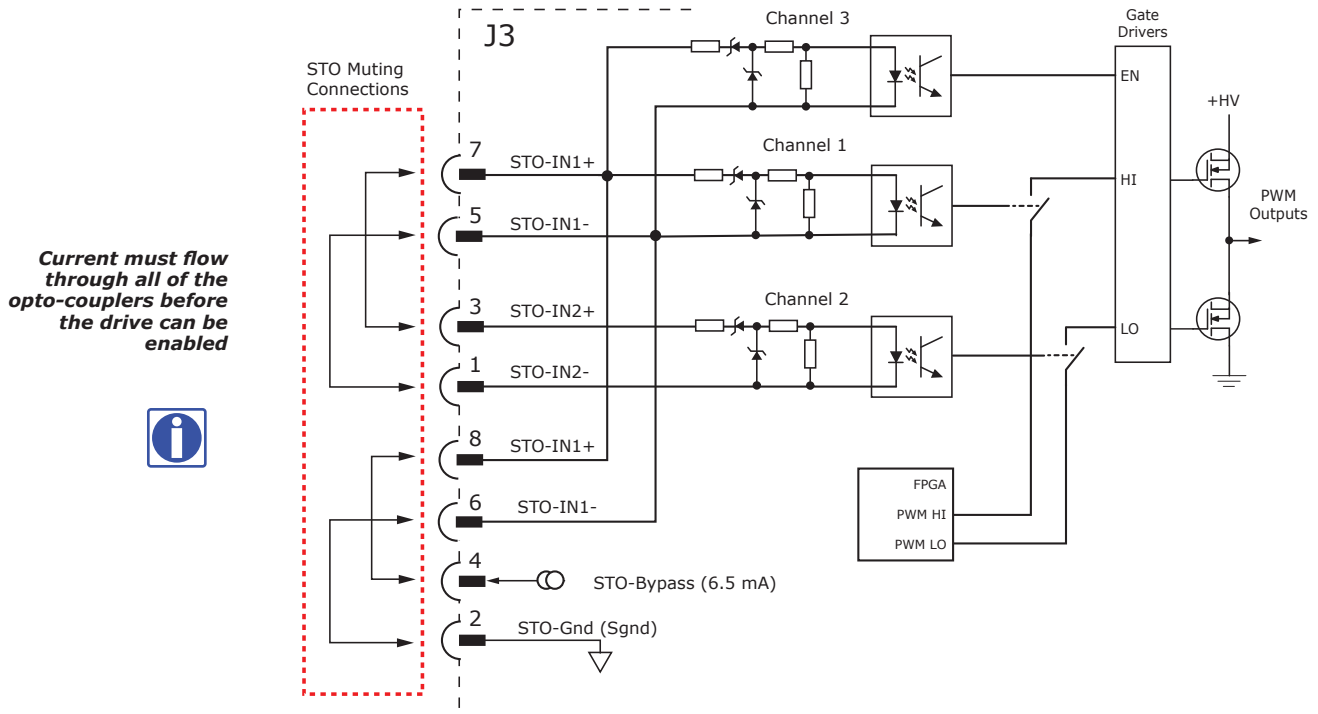 J3
Channel 3
Gate
Drivers
STO Muting
Connections
EN
+HV
7
STO-IN1+
Channel 1
HI
PWM
Outputs
5
STO-IN1-
Current must flow
through all of the
opto-couplers before
the drive can be
enabled
3
STO-IN2+
Channel 2
LO
1
STO-IN2-
8
STO-IN1+
6
STO-IN1-
FPGA
PWM HI
PWM LO
4
STO-Bypass (6.5 mA)
2
STO-Gnd (Sgnd)
i